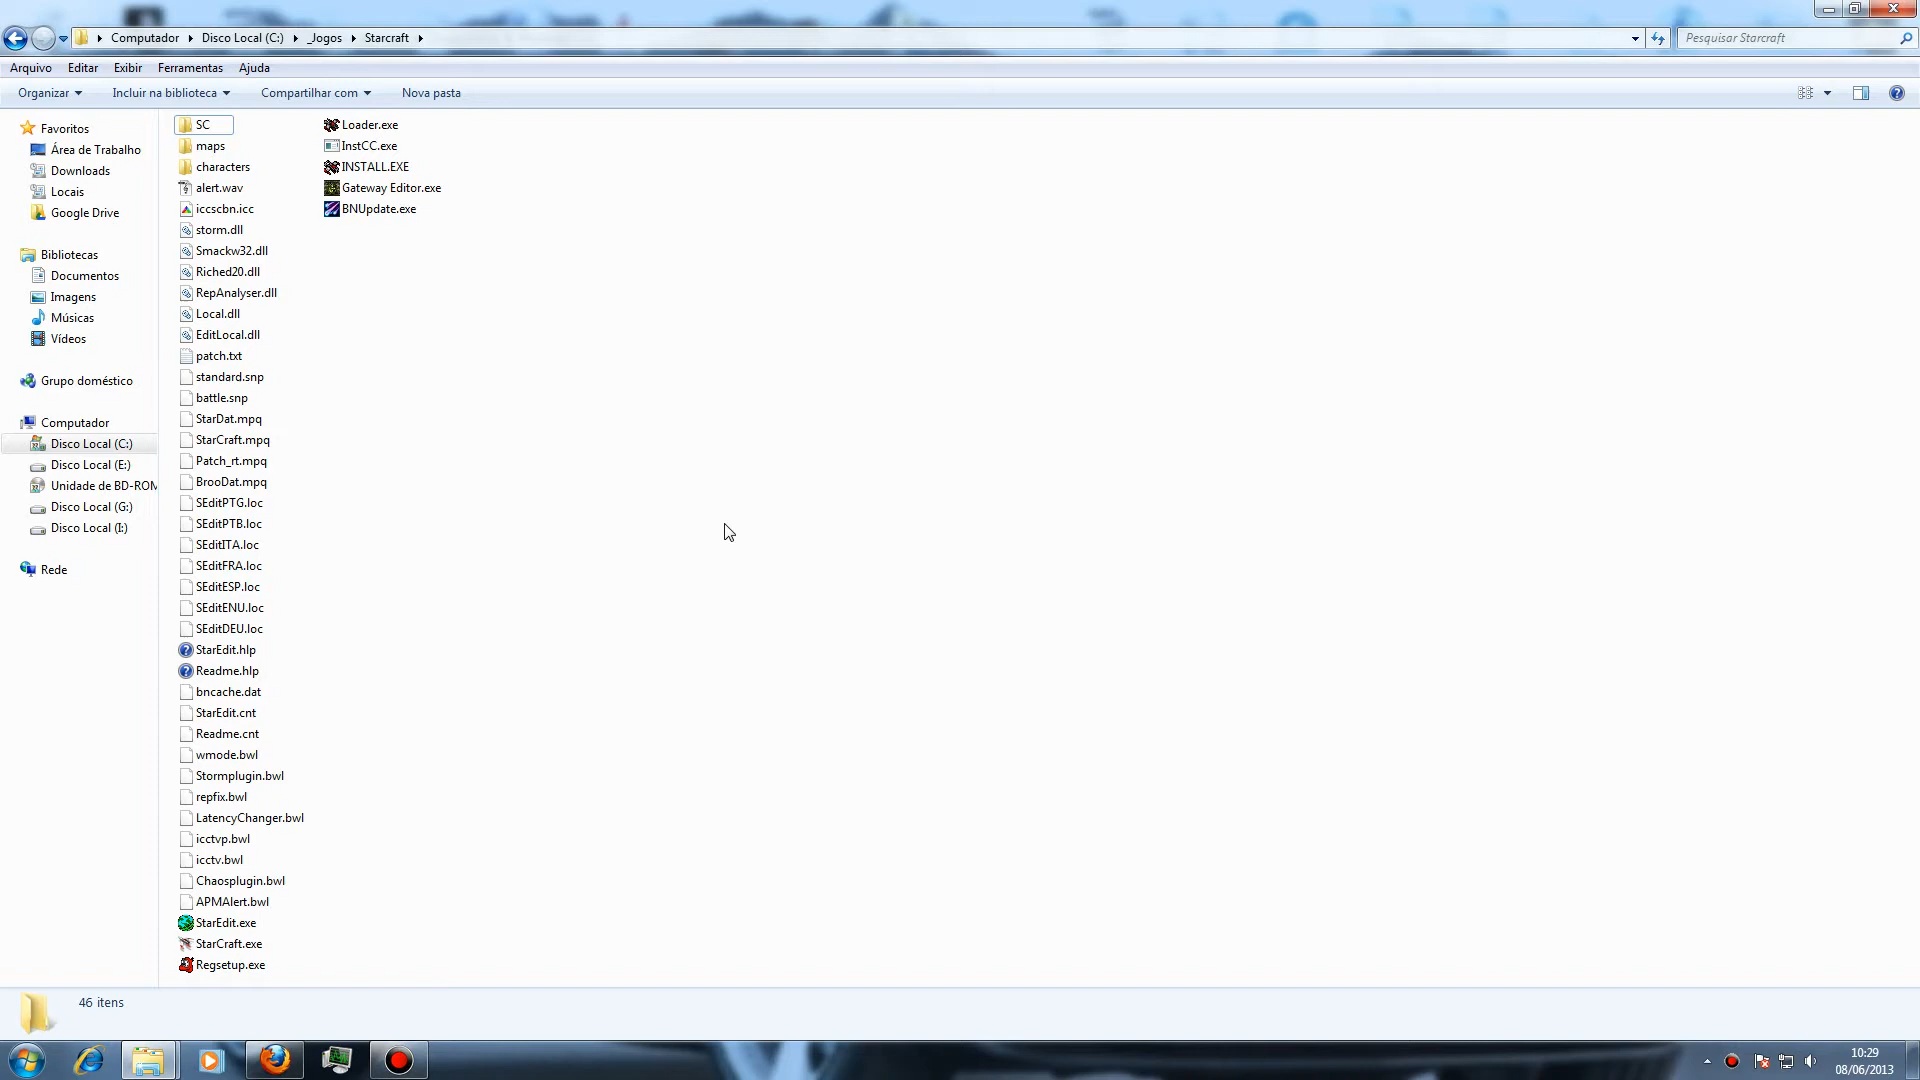 Computador Disco Local (C:) _Jogos Starcraft
Pesquisar Starcraft
Arquivo Editar Exibir Ferramentas Ajuda
Organizar Incluir na biblioteca Compartilhar com Nova pasta
Favoritos
Área de Trabalho
Downloads
Locais
Google Drive
Bibliotecas
Documentos
Imagens
Músicas
Vídeos
Grupo doméstico
Computador
Disco Local (C:)
Disco Local (E:)
Unidade de BD-ROM
Disco Local (G:)
Disco Local (I:)
Rede
SC
maps
characters
alert.wav
iccscbn.icc
storm.dll
Smackw32.dll
Riched20.dll
RepAnalyser.dll
Local.dll
EditLocal.dll
patch.txt
standard.snp
battle.snp
StarDat.mpq
StarCraft.mpq
Patch_rt.mpq
BrooDat.mpq
SEditPTG.loc
SEditPTB.loc
SEditITA.loc
SEditFRA.loc
SEditESP.loc
SEditENU.loc
SEditDEU.loc
StarEdit.hlp
Readme.hlp
bncache.dat
StarEdit.cnt
Readme.cnt
wmode.bwl
Stormplugin.bwl
repfix.bwl
LatencyChanger.bwl
icctvp.bwl
icctv.bwl
Chaosplugin.bwl
APMAlert.bwl
StarEdit.exe
StarCraft.exe
Regsetup.exe
Loader.exe
InstCC.exe
INSTALL.EXE
Gateway Editor.exe
BNUpdate.exe
46 itens
10:29
08/06/2013